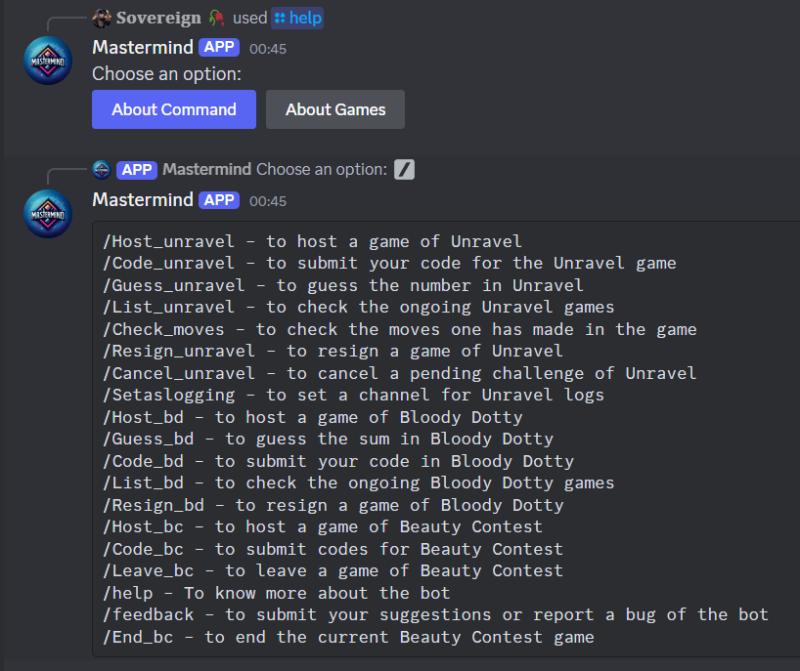 Sovereign used help
Mastermind APP 00:45
Choose an option:
About Command About Games
APP Mastermind Choose an option: /
MASTERMIND
Mastermind APP 00:45
MASTERMIND
/Host_unravel - to host a game of Unravel
/Code_unravel - to submit your code for the Unravel game
/Guess_unravel - to guess the number in Unravel
/List_unravel - to check the ongoing Unravel games
/Check_moves - to check the moves one has made in the game
/Resign_unravel - to resign a game of Unravel
/Cancel_unravel - to cancel a pending challenge of Unravel
/Setaslogging - to set a channel for Unravel logs
/Host_bd - to host a game of Bloody Dotty
/Guess_bd - to guess the sum in Bloody Dotty
/Code_bd - to submit your code in Bloody Dotty
/List_bd - to check the ongoing Bloody Dotty games
/Resign_bd - to resign a game of Bloody Dotty
/Host_bc - to host a game of Beauty Contest
/Code_bc - to submit codes for Beauty Contest
/Leave_bc - to leave a game of Beauty Contest
/help - To know more about the bot
/feedback - to submit your suggestions or report a bug of the bot
/End_bc - to end the current Beauty Contest game